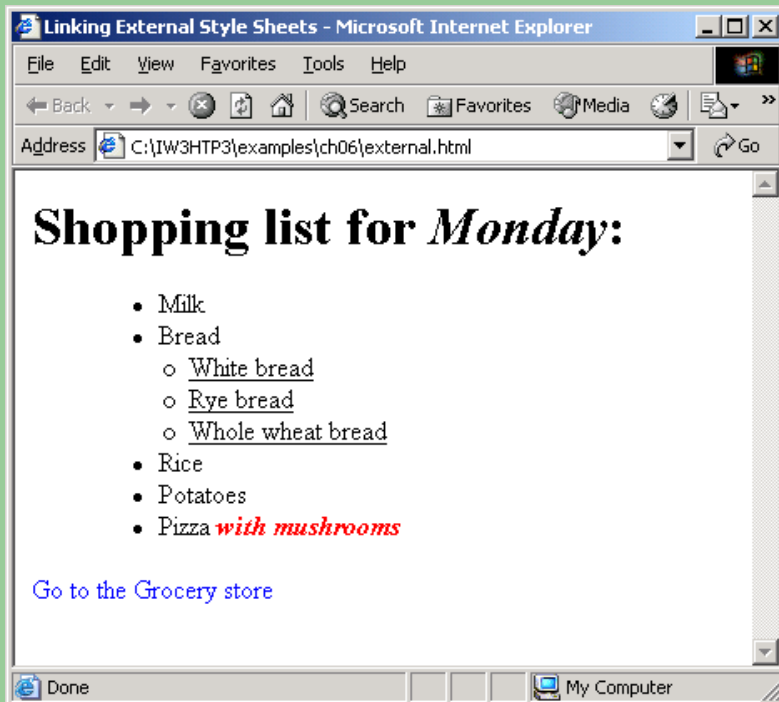 Linking External Style Sheets - Microsoft Internet Explorer
File Edit View Favorites Tools Help
Back Search Favorites Media »
Address C:\IW3HTP3\examples\ch06\external.html Go
Shopping list for Monday:
Milk
Bread
White bread
Rye bread
Whole wheat bread
Rice
Potatoes
Pizza with mushrooms
Go to the Grocery store
Done My Computer